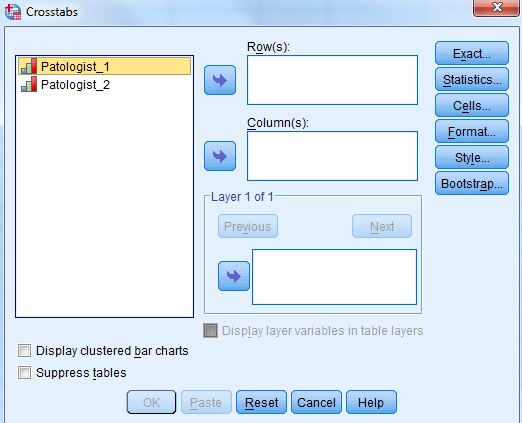 Crosstabs
Patologist_1
Patologist_2
Row(s):
Column(s):
Layer 1 of 1
Previous
Next
Display layer variables in table layers
Exact...
Statistics...
Cells...
Format...
Style...
Bootstrap...
Display clustered bar charts
Suppress tables
OK
Paste
Reset
Cancel
Help